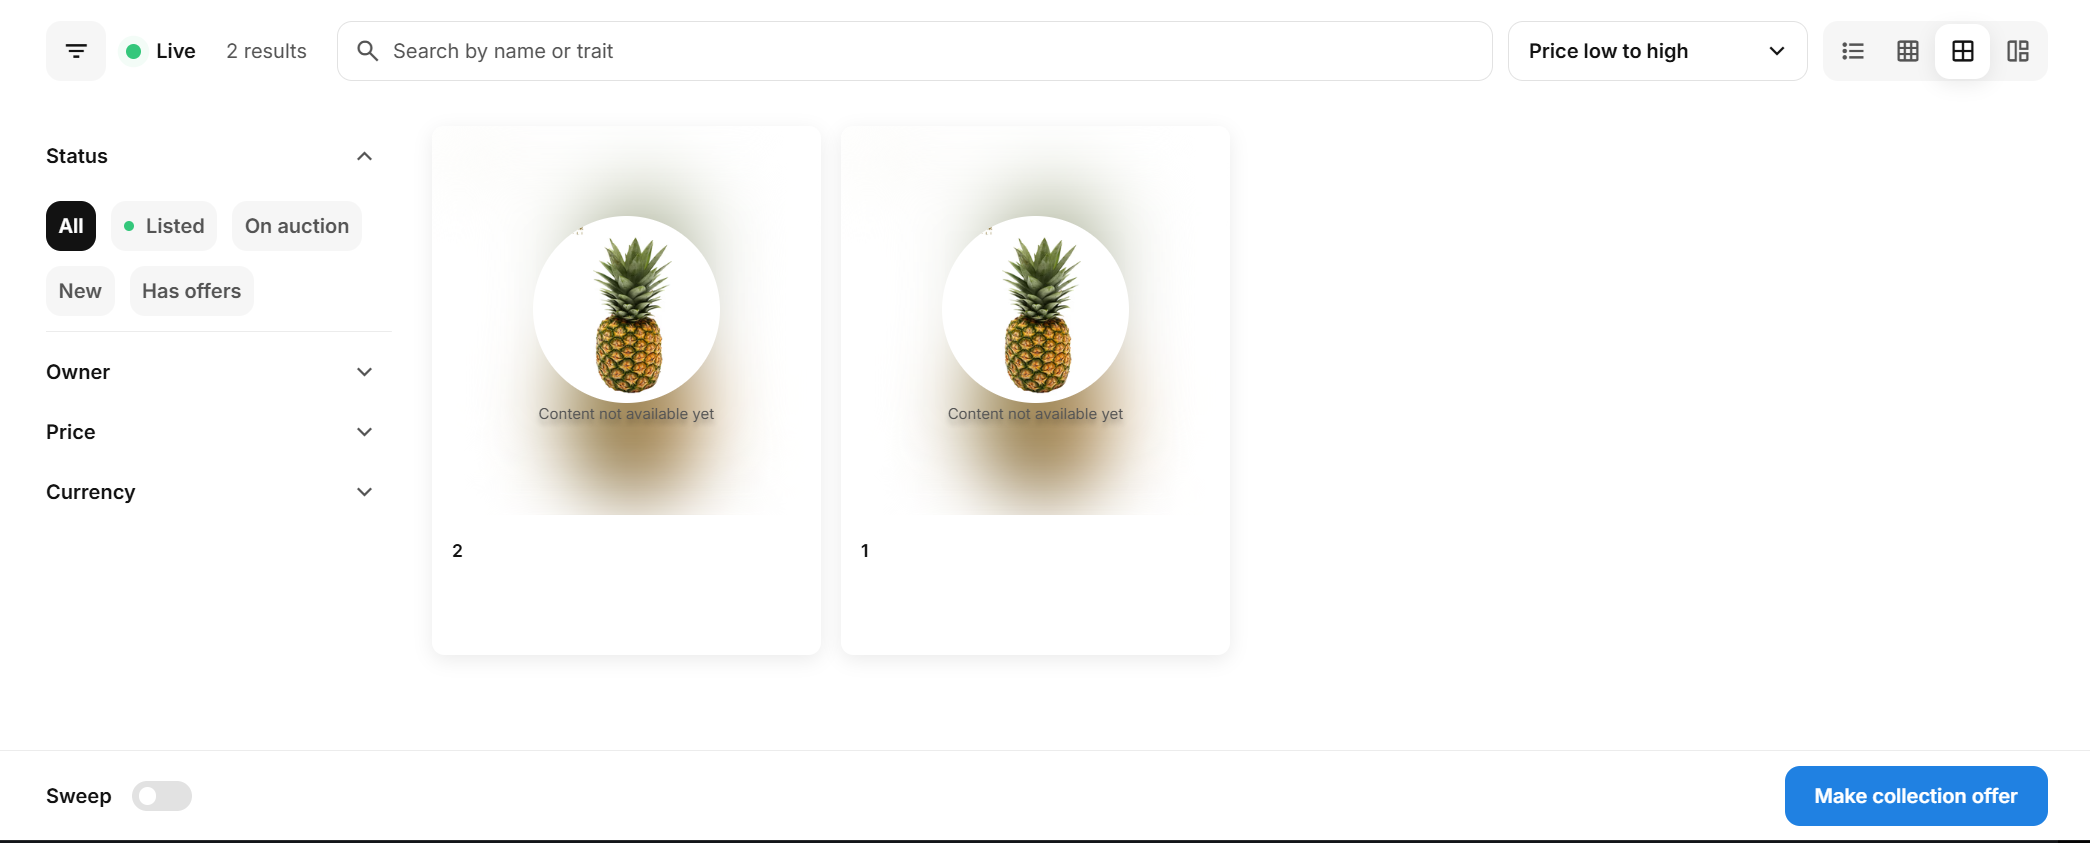 Live
2 results
Search by name or trait
Price low to high
Status
All
Listed
On auction
New
Has offers
Owner
Price
Currency
Content not available yet
2
Content not available yet
1
Sweep
Make collection offer